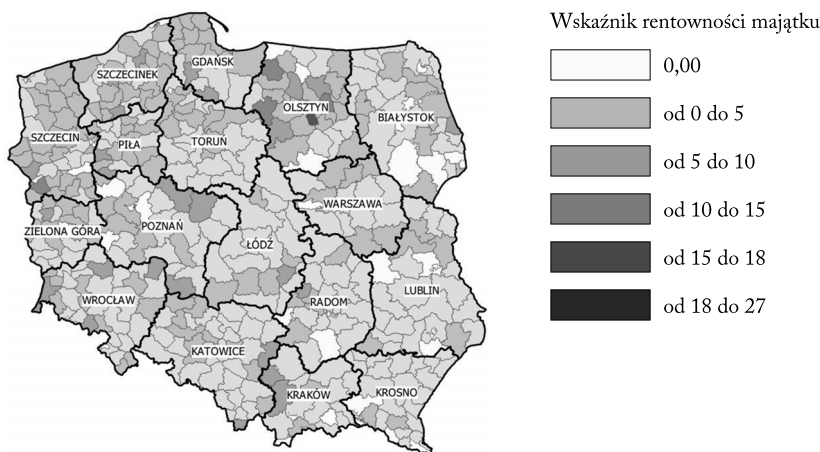 Wskaźnik rentowności majątku
0,00
od 0 do 5
od 5 do 10
od 10 do 15
od 15 do 18
od 18 do 27
GDAŃSK
SZCZECINEK
OLSZTYN
BIAŁYSTOK
SZCZECIN
PIŁA
TORUŃ
WARSZAWA
ZIELONA GÓRA
POZNAŃ
ŁÓDŹ
WROCŁAW
RADOM
LUBLIN
KATOWICE
KRAKÓW
KROSNO